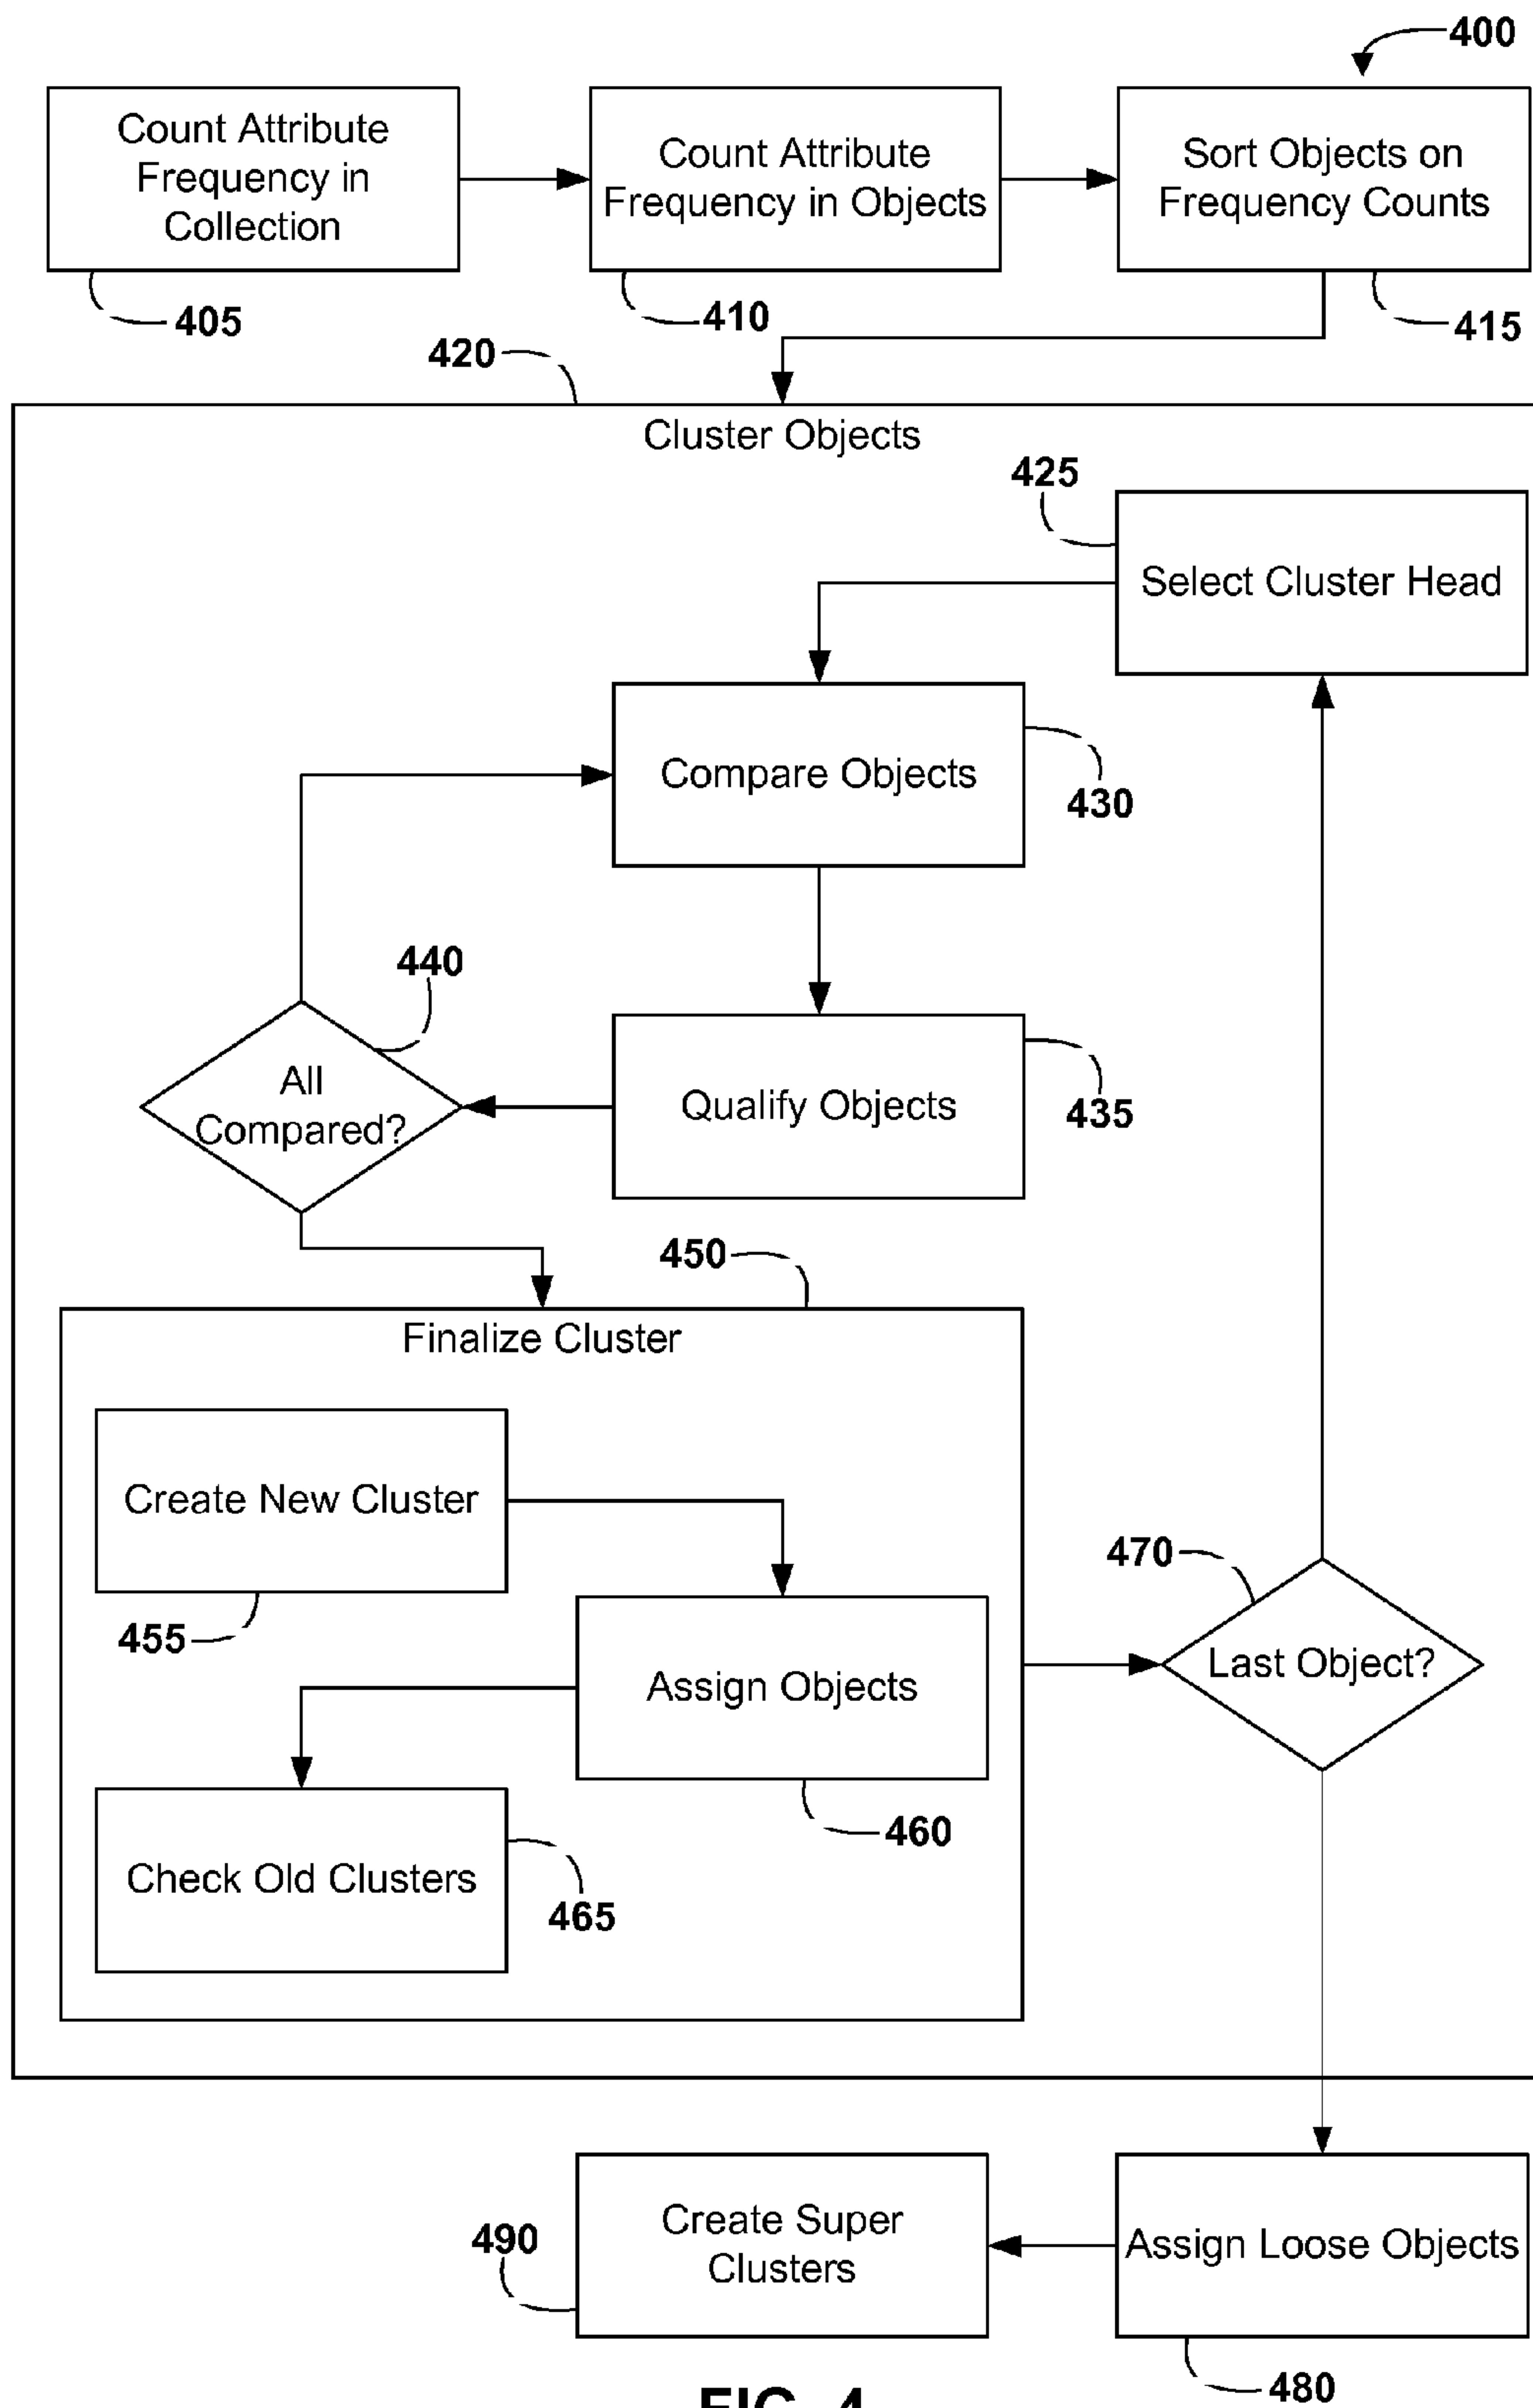 400
Count Attribute
Frequency in
Collection
Count Attribute
Frequency in Objects
Sort Objects on
Frequency Counts
405
410
415
420
Cluster Objects
425
Select Cluster Head
Compare Objects
430
440
All
Compared?
Qualify Objects
435
450
Finalize Cluster
Create New Cluster
455
470
Last Object?
Assign Objects
460
Check Old Clusters
465
490
Create Super
Clusters
Assign Loose Objects
480
FIG. 4